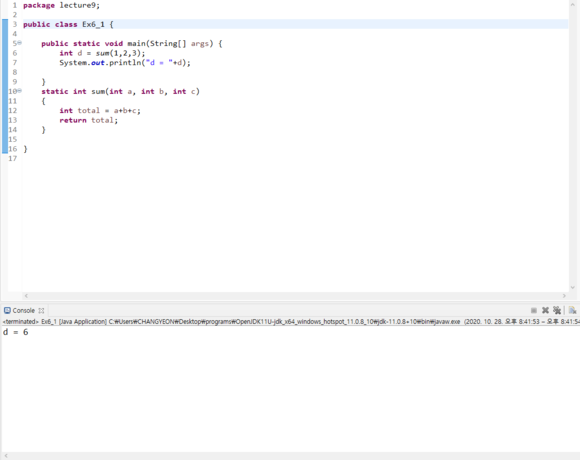 1 package lecture9;
2
3 public class Ex6_1 {
4
5 public static void main(String[] args) {
6 int d = sum(1,2,3);
7 System.out.println("d = "+d);
8
9 }
10 static int sum(int a, int b, int c)
11 {
12 int total = a+b+c;
13 return total;
14 }
15
16 }
17
Console
<terminated> Ex6_1 [Java Application] C:₩Users₩CHANGYEON₩Desktop₩programs₩OpenJDK11U-jdk_x64_windows_hotspot_11.0.8_10₩jdk-11.0.8+10₩bin₩javaw.exe (2020. 10. 28. 오후 8:41:53 – 오후 8:41:54
d = 6